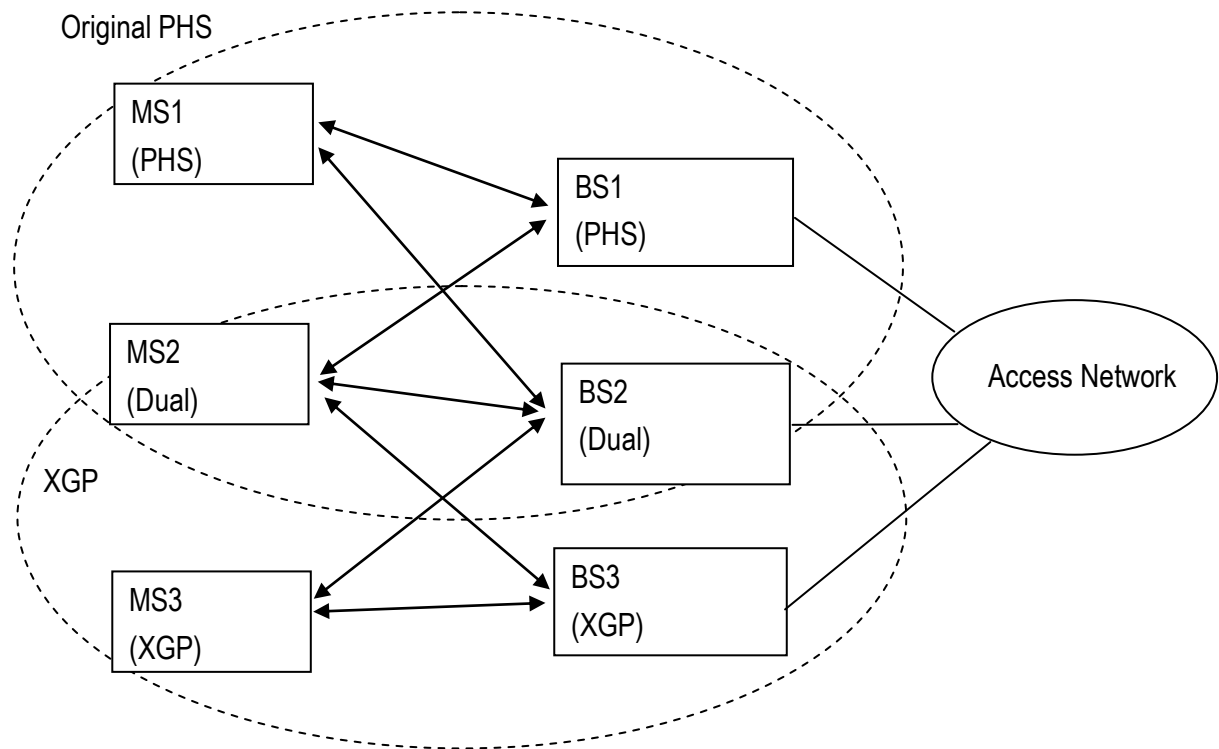 Original PHS
MS1
(PHS)
BS1
(PHS)
MS2
(Dual)
BS2
(Dual)
Access Network
XGP
MS3
(XGP)
BS3
(XGP)